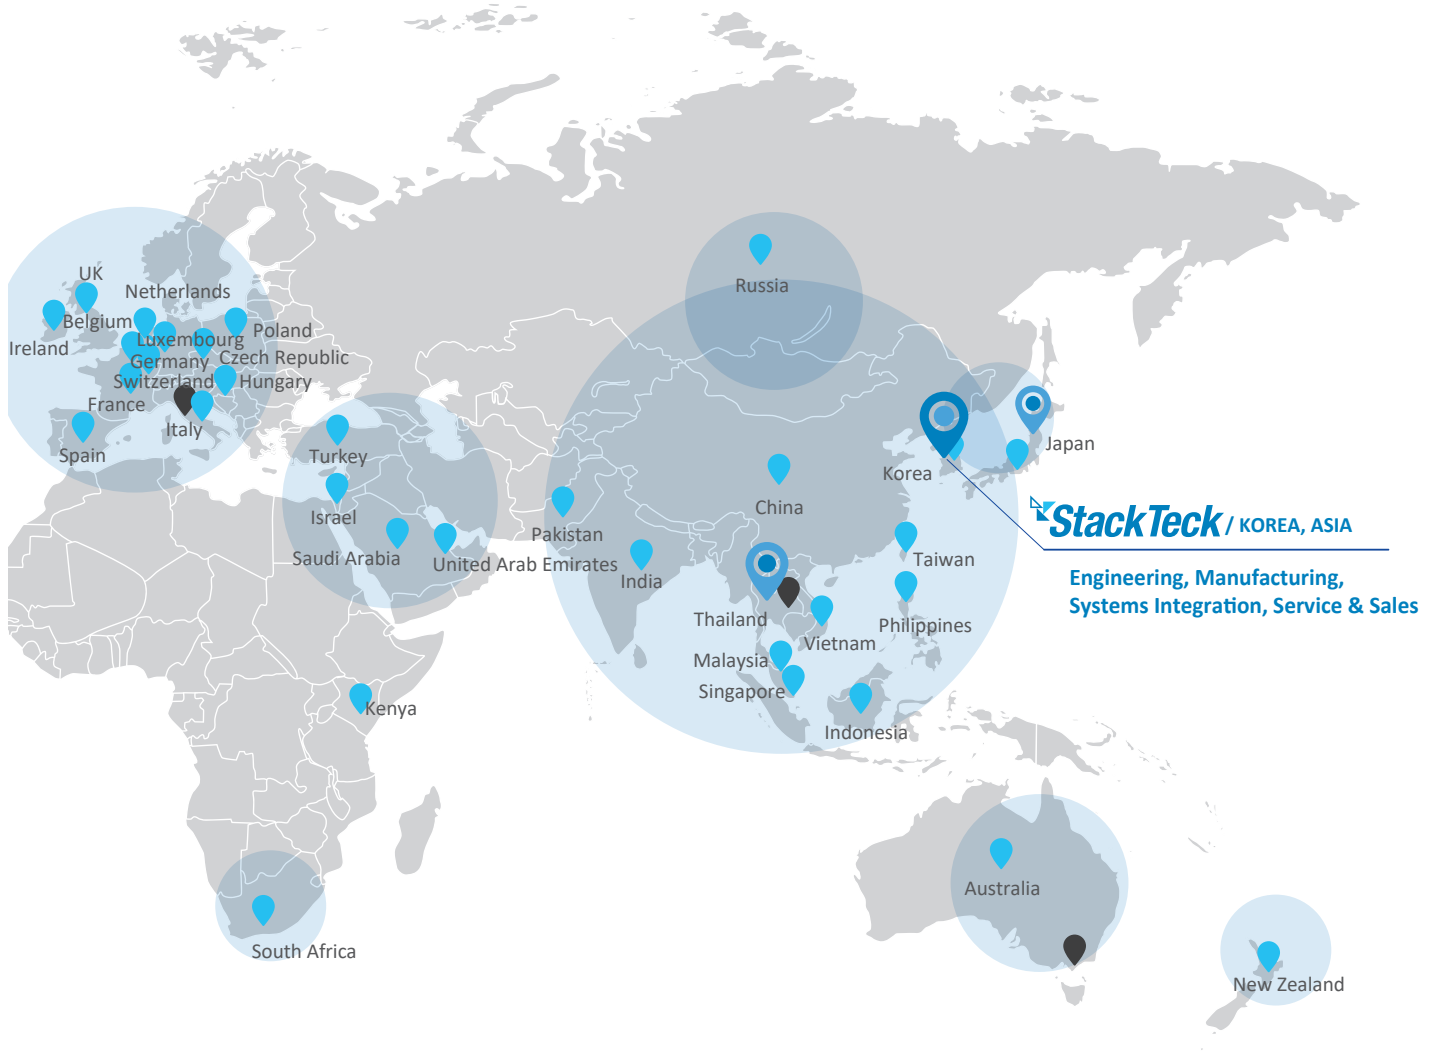 UK
Netherlands
Belgium
Ireland
Luxembourg
Poland
Germany
Czech Republic
Switzerland
Hungary
France
Italy
Spain
Turkey
Israel
Saudi Arabia
United Arab Emirates
Kenya
South Africa
Russia
China
Pakistan
India
Korea
Japan
StackTeck / KOREA, ASIA
Engineering, Manufacturing,
Systems Integration, Service & Sales
Taiwan
Thailand
Philippines
Vietnam
Malaysia
Singapore
Indonesia
Australia
New Zealand